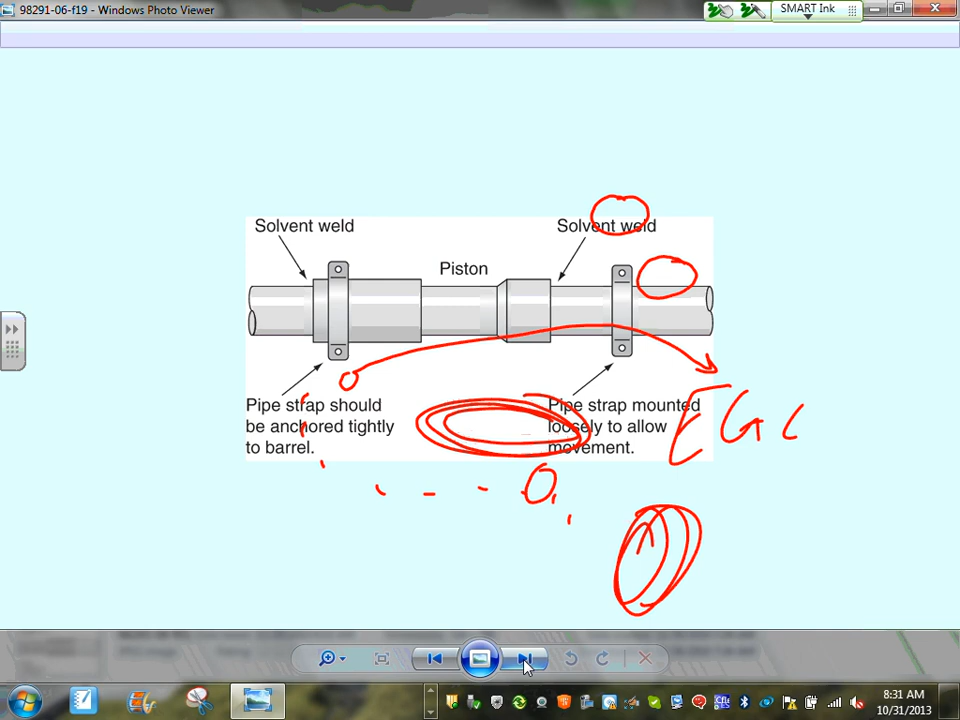 98291-06-f19 - Windows Photo Viewer
SMART Ink
Solvent weld
Solvent weld
Piston
Pipe strap should
be anchored tightly
to barrel.
Pipe strap mounted
loosely to allow
movement.
EGC
8:31 AM
10/31/2013